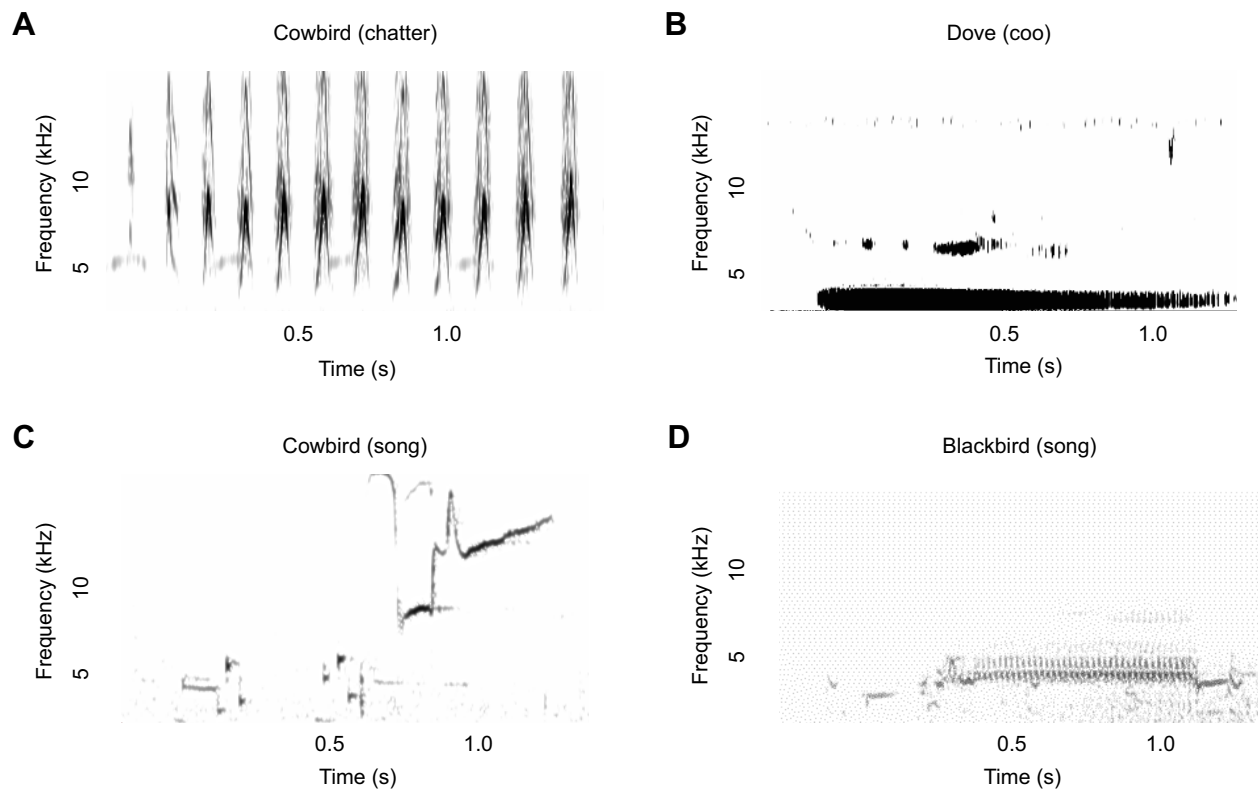 A
Cowbird (chatter)
Frequency (kHz)
10
5
0.5 1.0
Time (s)
B
Dove (coo)
Frequency (kHz)
10
5
0.5 1.0
Time (s)
C
Cowbird (song)
Frequency (kHz)
10
5
0.5 1.0
Time (s)
D
Blackbird (song)
Frequency (kHz)
10
5
0.5 1.0
Time (s)